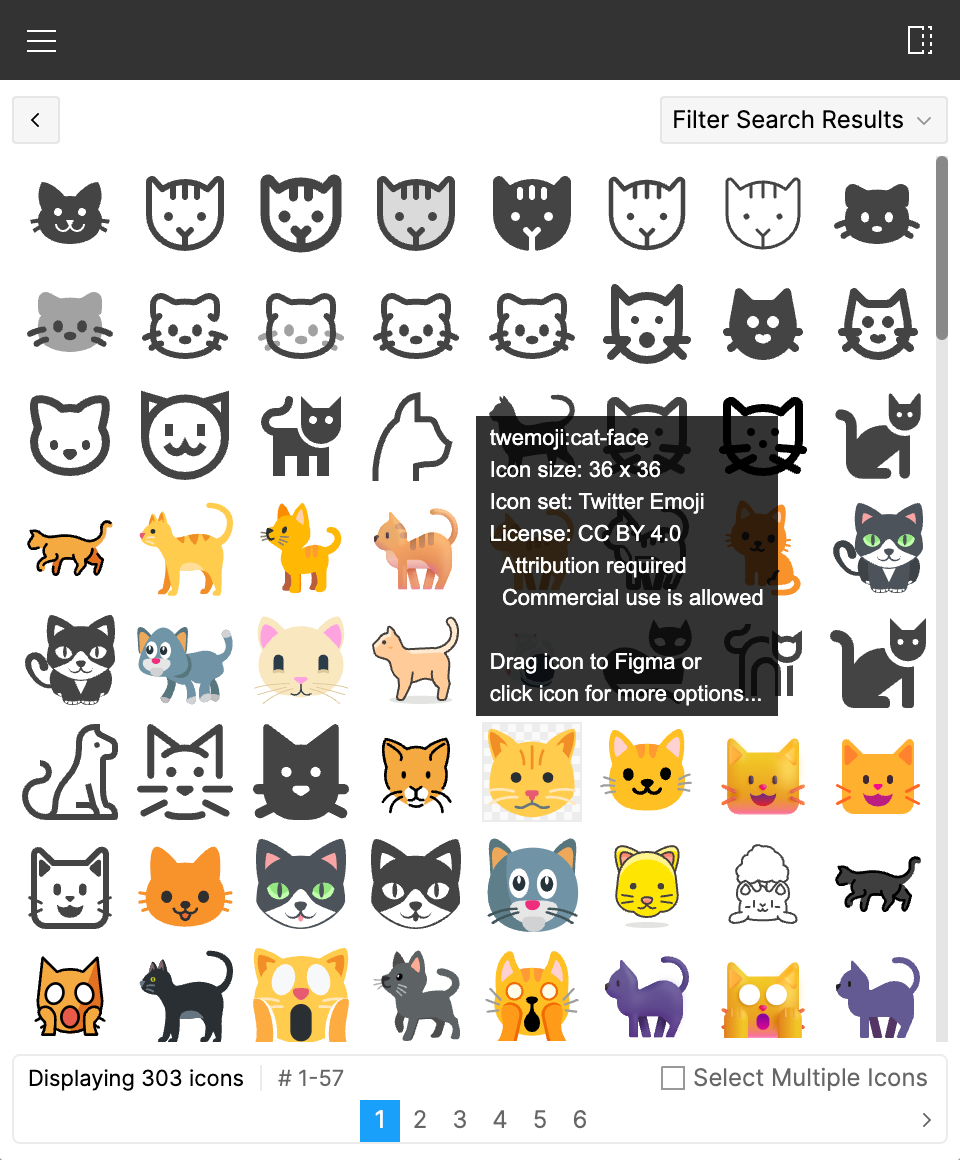 Filter Search Results
twemoji:cat-face
Icon size: 36 x 36
Icon set: Twitter Emoji
License: CC BY 4.0
Attribution required
Commercial use is allowed
Drag icon to Figma or
click icon for more options...
Displaying 303 icons
# 1-57
Select Multiple Icons
1 2 3 4 5 6